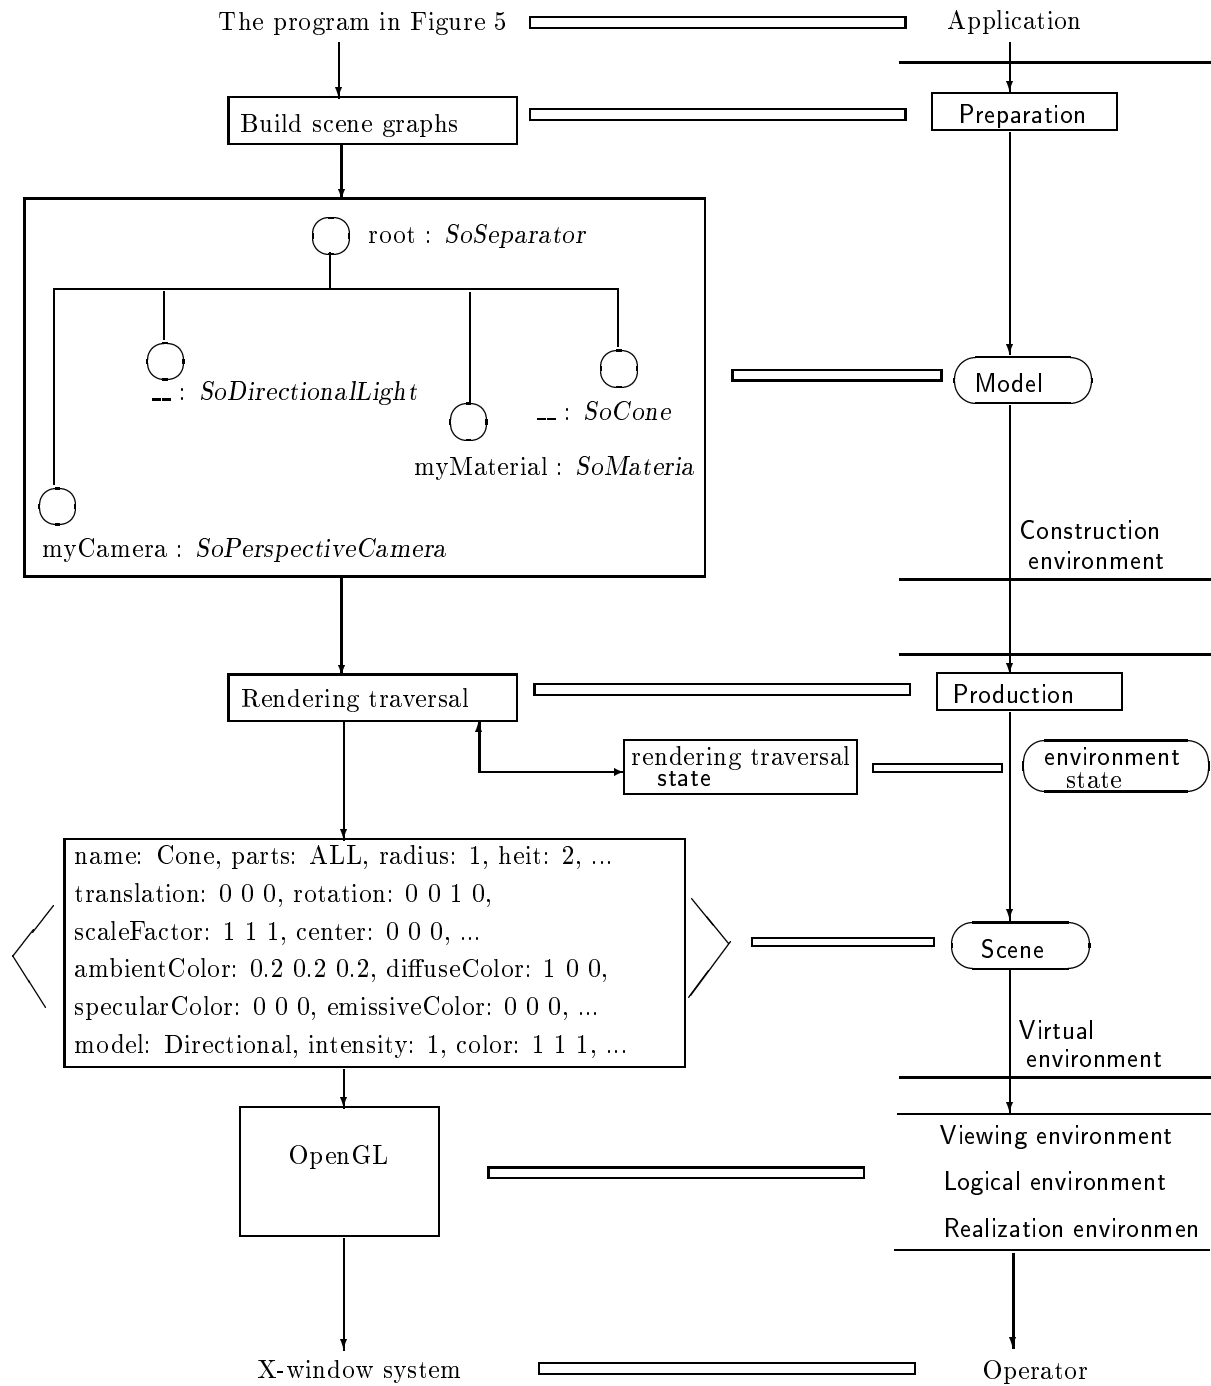 The program in Figure 5
Application
Build scene graphs
Preparation
root : SoSeparator
__ : SoDirectionalLight
Model
__ : SoCone
myMaterial : SoMateria
Construction
environment
myCamera : SoPerspectiveCamera
Rendering traversal
Production
rendering traversal
state
environment
state
name: Cone, parts: ALL, radius: 1, heit: 2, ...
translation: 0 0 0, rotation: 0 0 1 0,
scaleFactor: 1 1 1, center: 0 0 0, ...
Scene
ambientColor: 0.2 0.2 0.2, diffuseColor: 1 0 0,
specularColor: 0 0 0, emissiveColor: 0 0 0, ...
model: Directional, intensity: 1, color: 1 1 1, ...
Virtual
environment
OpenGL
Viewing environment
Logical environment
Realization environmen
X-window system
Operator